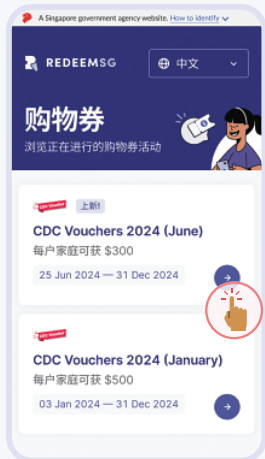 A Singapore government agency website. How to identify
REDEEMSG
中文
购物券
浏览正在进行的购物券活动
CDC Voucher
上新!
CDC Vouchers 2024 (June)
每户家庭可获 $300
25 Jun 2024 — 31 Dec 2024
CDC Voucher
CDC Vouchers 2024 (January)
每户家庭可获 $500
03 Jan 2024 — 31 Dec 2024